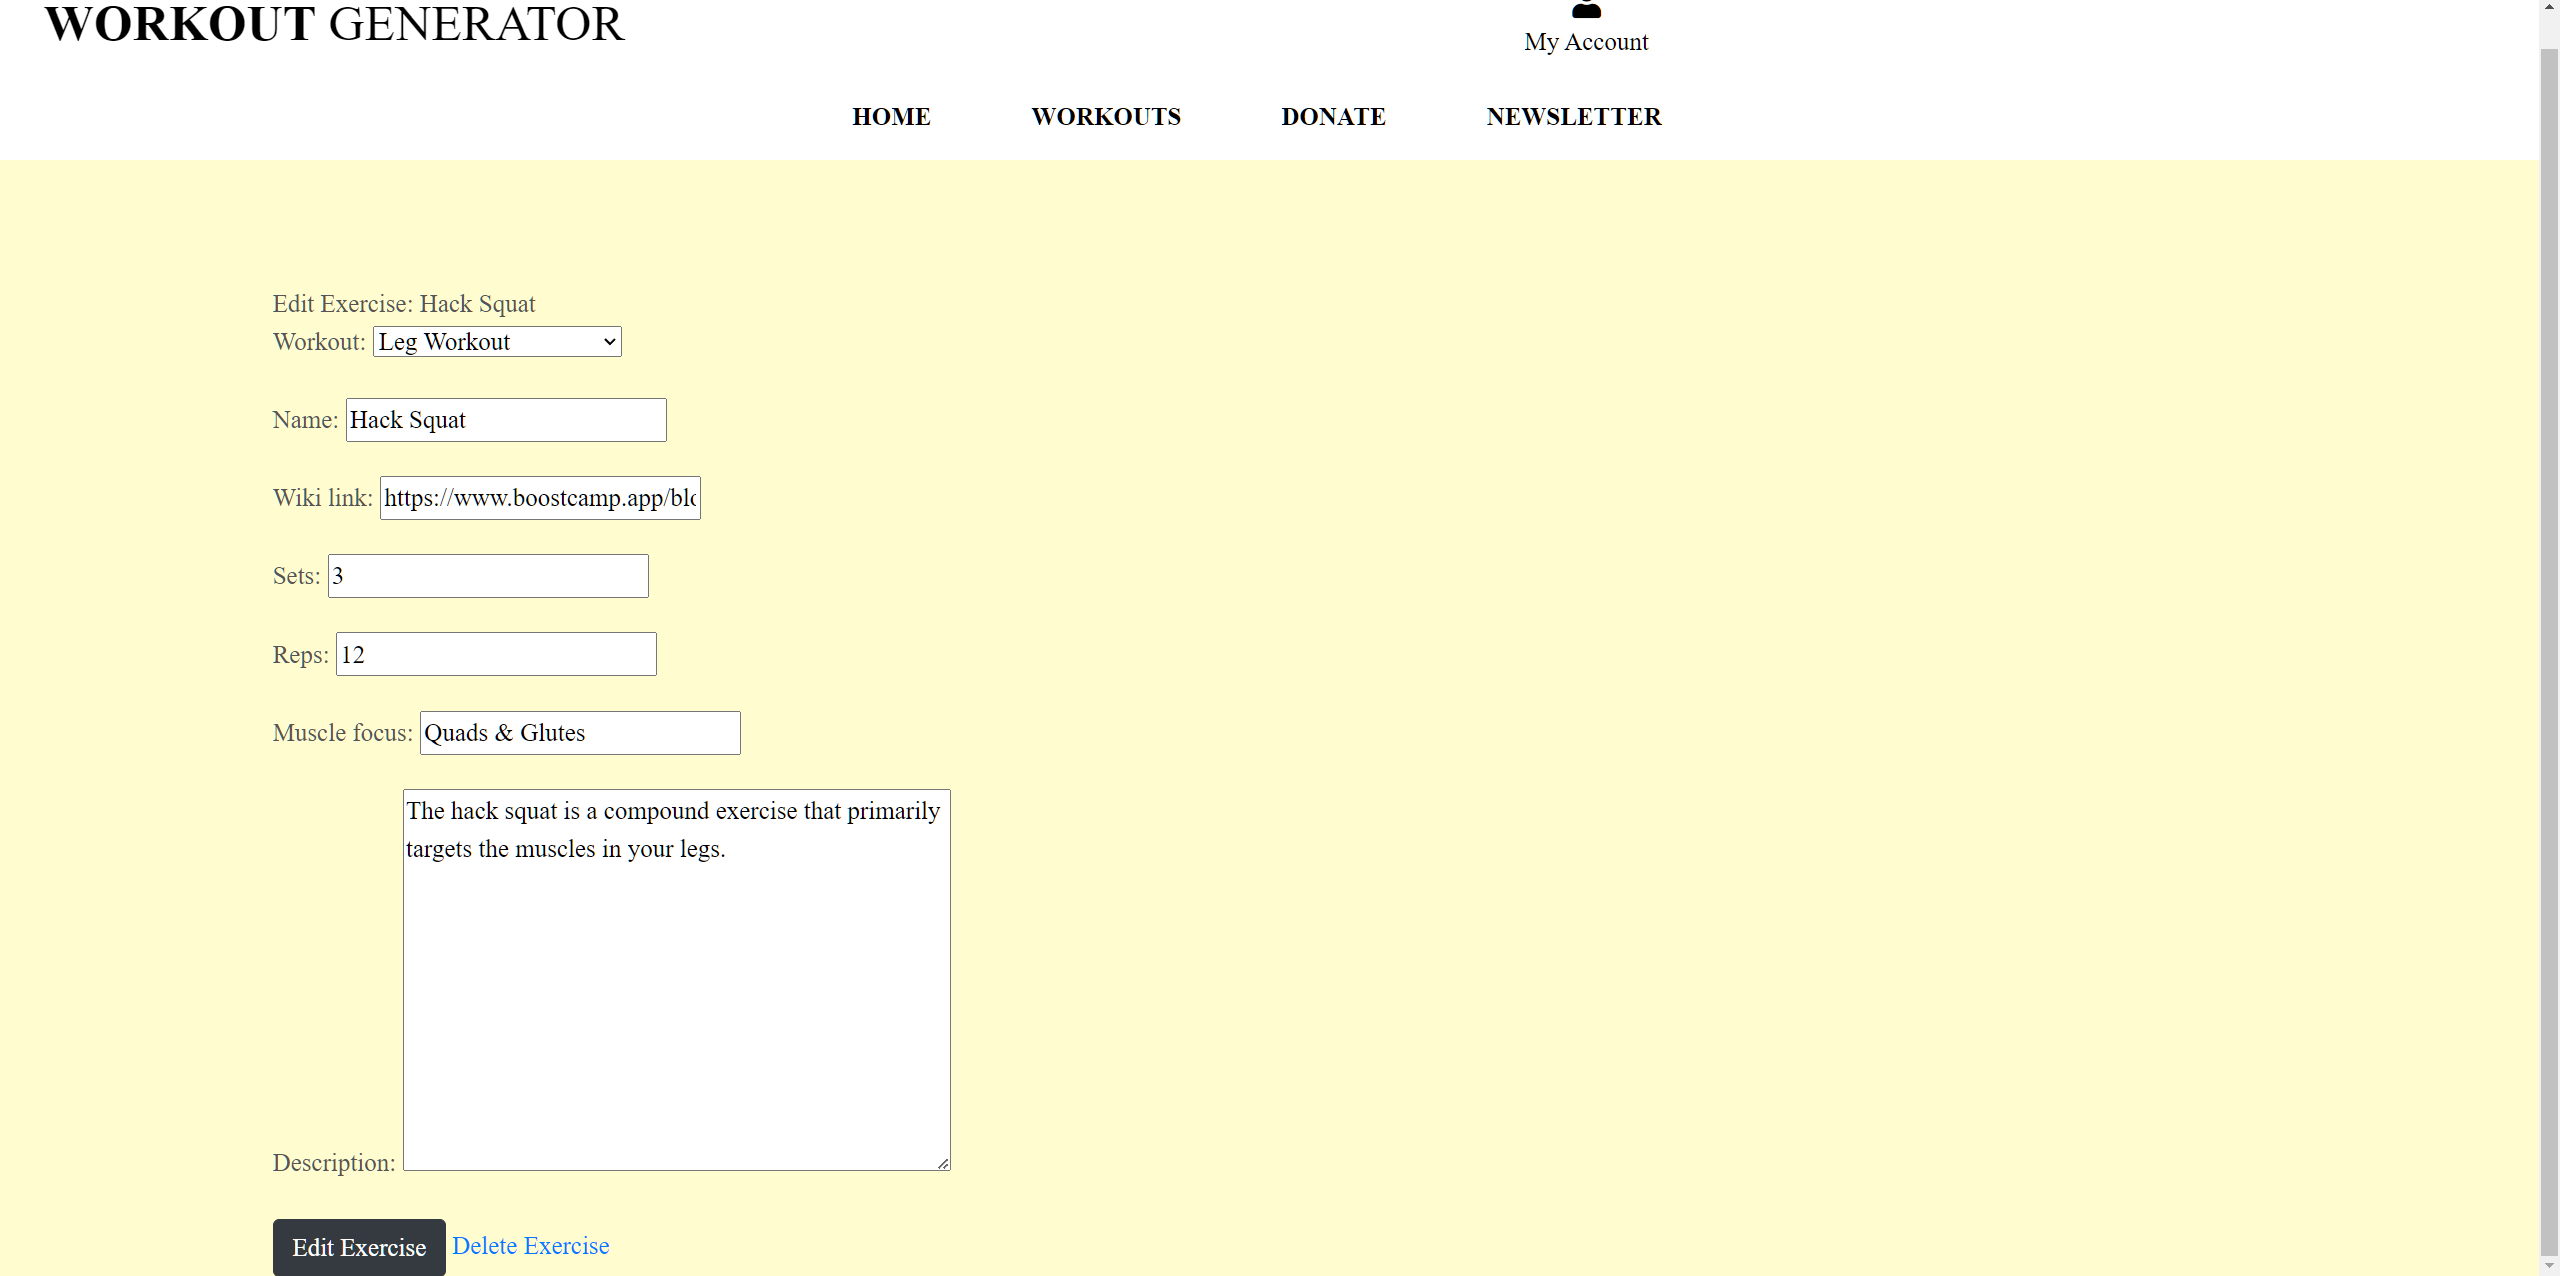 WORKOUT GENERATOR
My Account
HOME WORKOUTS DONATE NEWSLETTER
Edit Exercise: Hack Squat
Workout: Leg Workout
Name: Hack Squat
Wiki link: https://www.boostcamp.app/blo
Sets: 3
Reps: 12
Muscle focus: Quads & Glutes
The hack squat is a compound exercise that primarily
targets the muscles in your legs.
Description:
Edit Exercise Delete Exercise